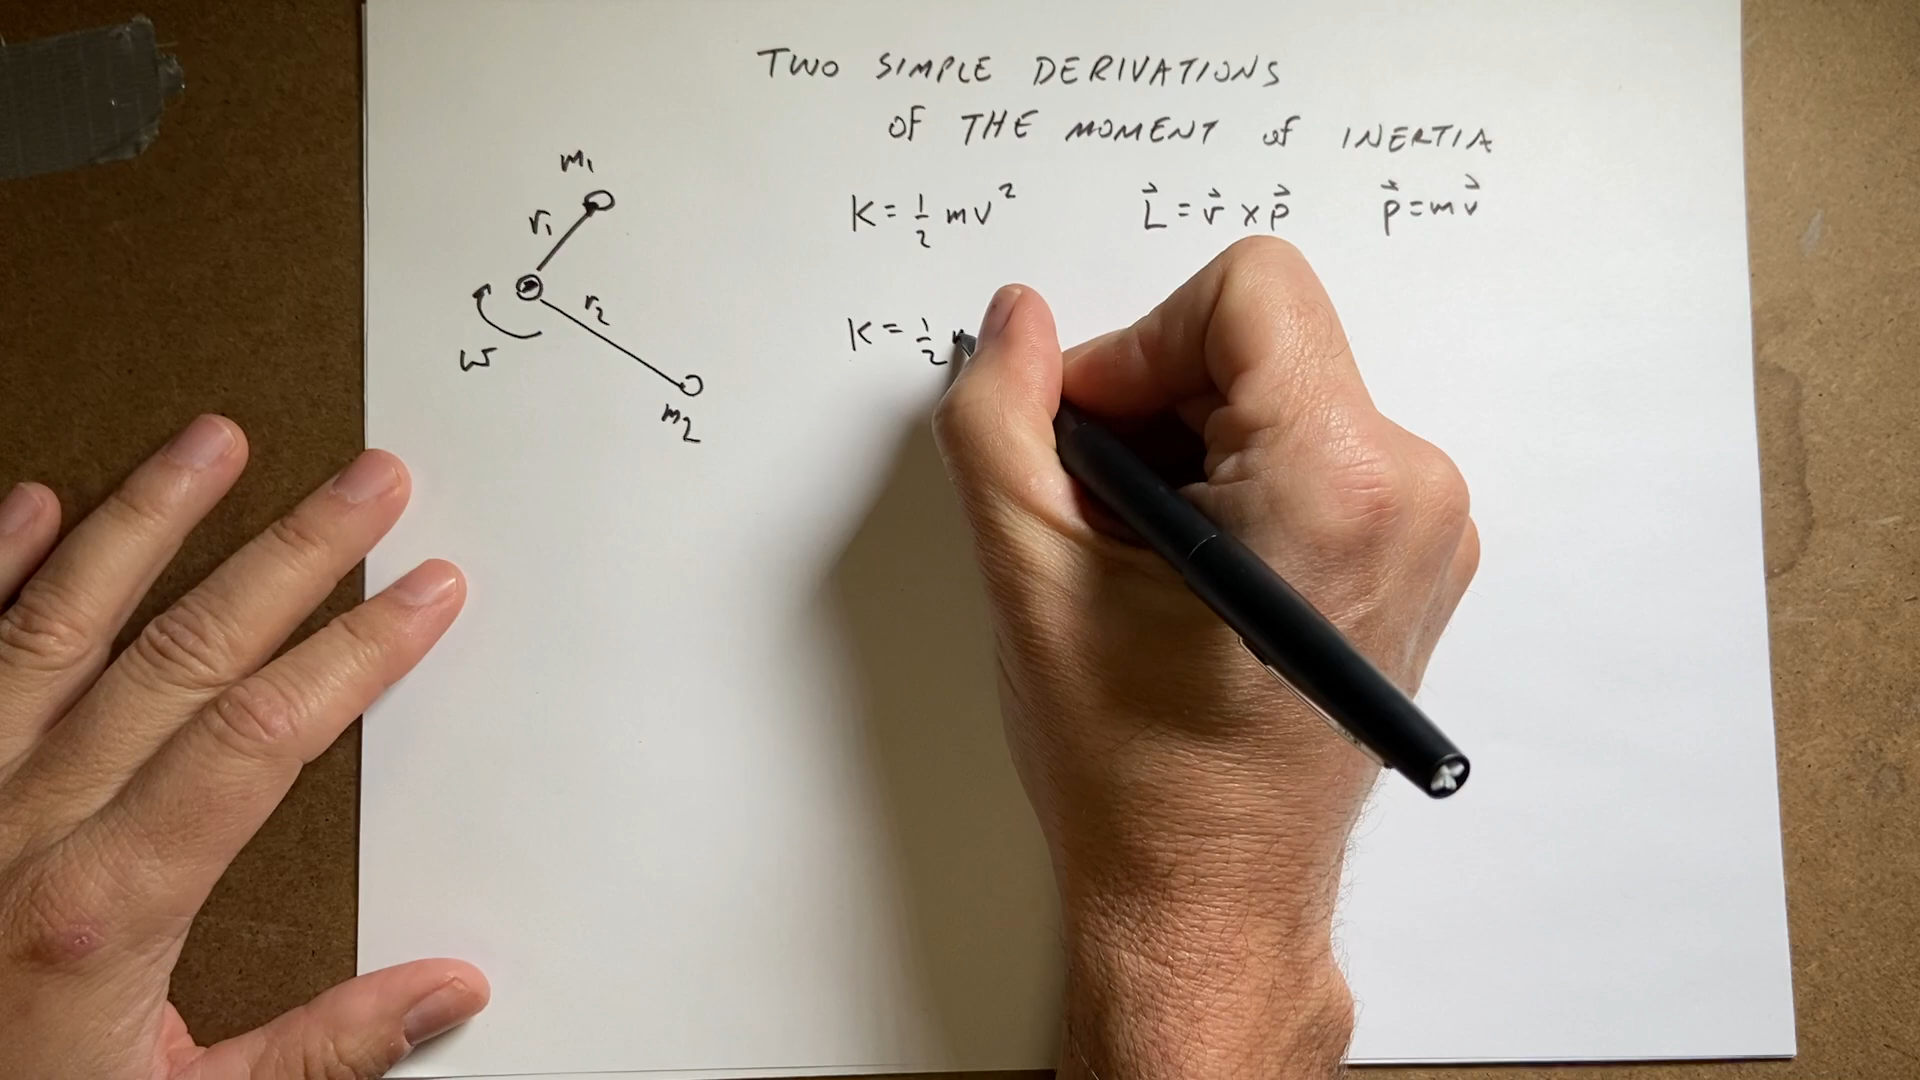 TWO SIMPLE DERIVATIONS
OF THE MOMENT of INERTIA
m₁
r₁
r₂
ω
m₂
K = 1/2 mv²
L⃗ = r⃗ × p⃗
p⃗ = mv⃗
K = 1/2